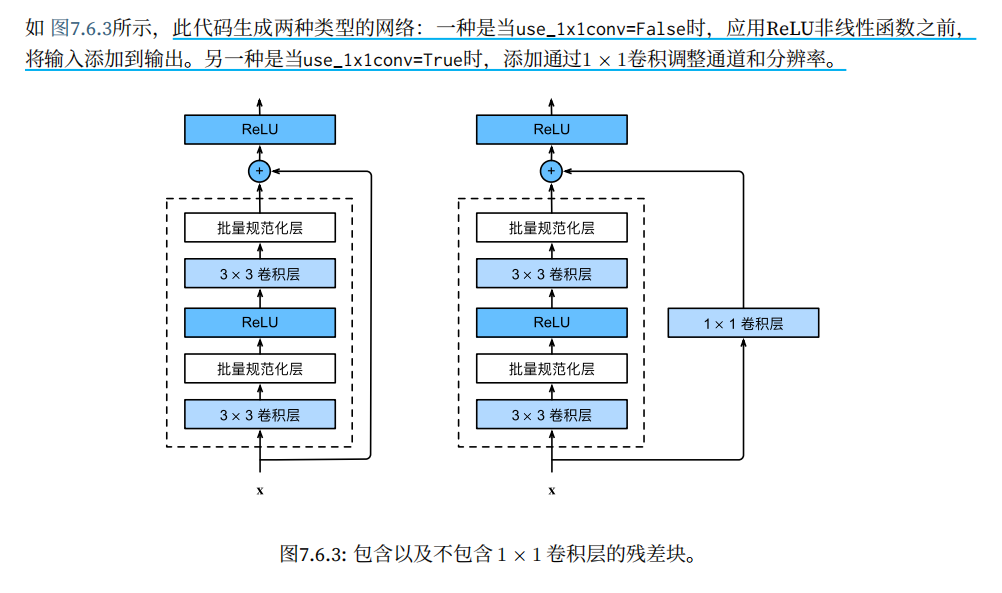 如 图7.6.3所示，此代码生成两种类型的网络：一种是当use_1x1conv=False时，应用ReLU非线性函数之前，
将输入添加到输出。另一种是当use_1x1conv=True时，添加通过1 × 1卷积调整通道和分辨率。
ReLU
+
批量规范化层
3 × 3 卷积层
ReLU
批量规范化层
3 × 3 卷积层
x
ReLU
+
批量规范化层
3 × 3 卷积层
ReLU
批量规范化层
3 × 3 卷积层
1 × 1 卷积层
x
图7.6.3: 包含以及不包含 1 × 1 卷积层的残差块。